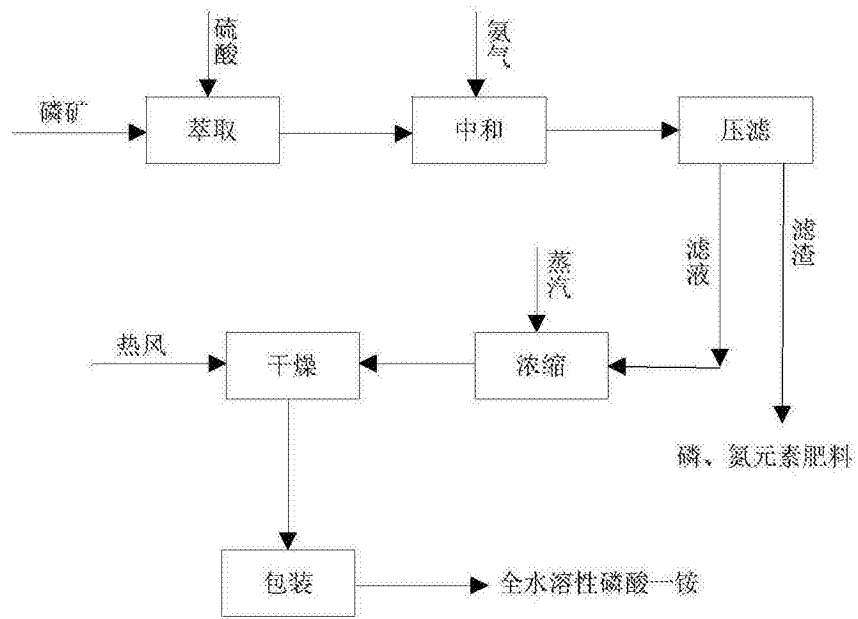 硫酸
氨气
磷矿
萃取
中和
压滤
滤液
滤渣
蒸汽
热风
干燥
浓缩
磷、氮元素肥料
包装
全水溶性磷酸一铵